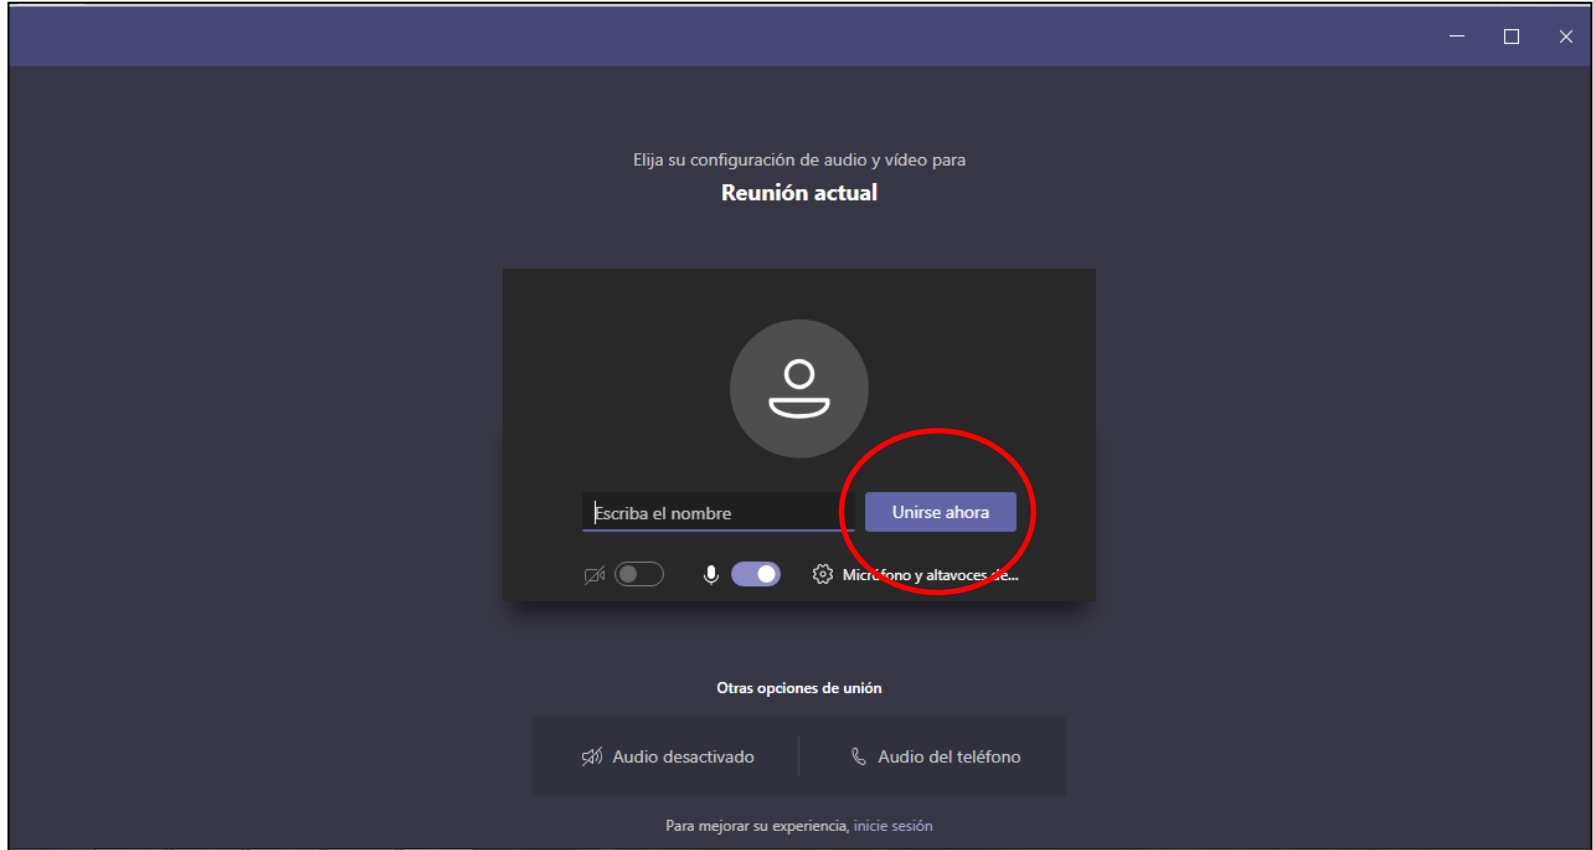 Elija su configuración de audio y vídeo para
Reunión actual
Escriba el nombre
Unirse ahora
Micrófono y altavoces de...
Otras opciones de unión
Audio desactivado
Audio del teléfono
Para mejorar su experiencia, inicie sesión